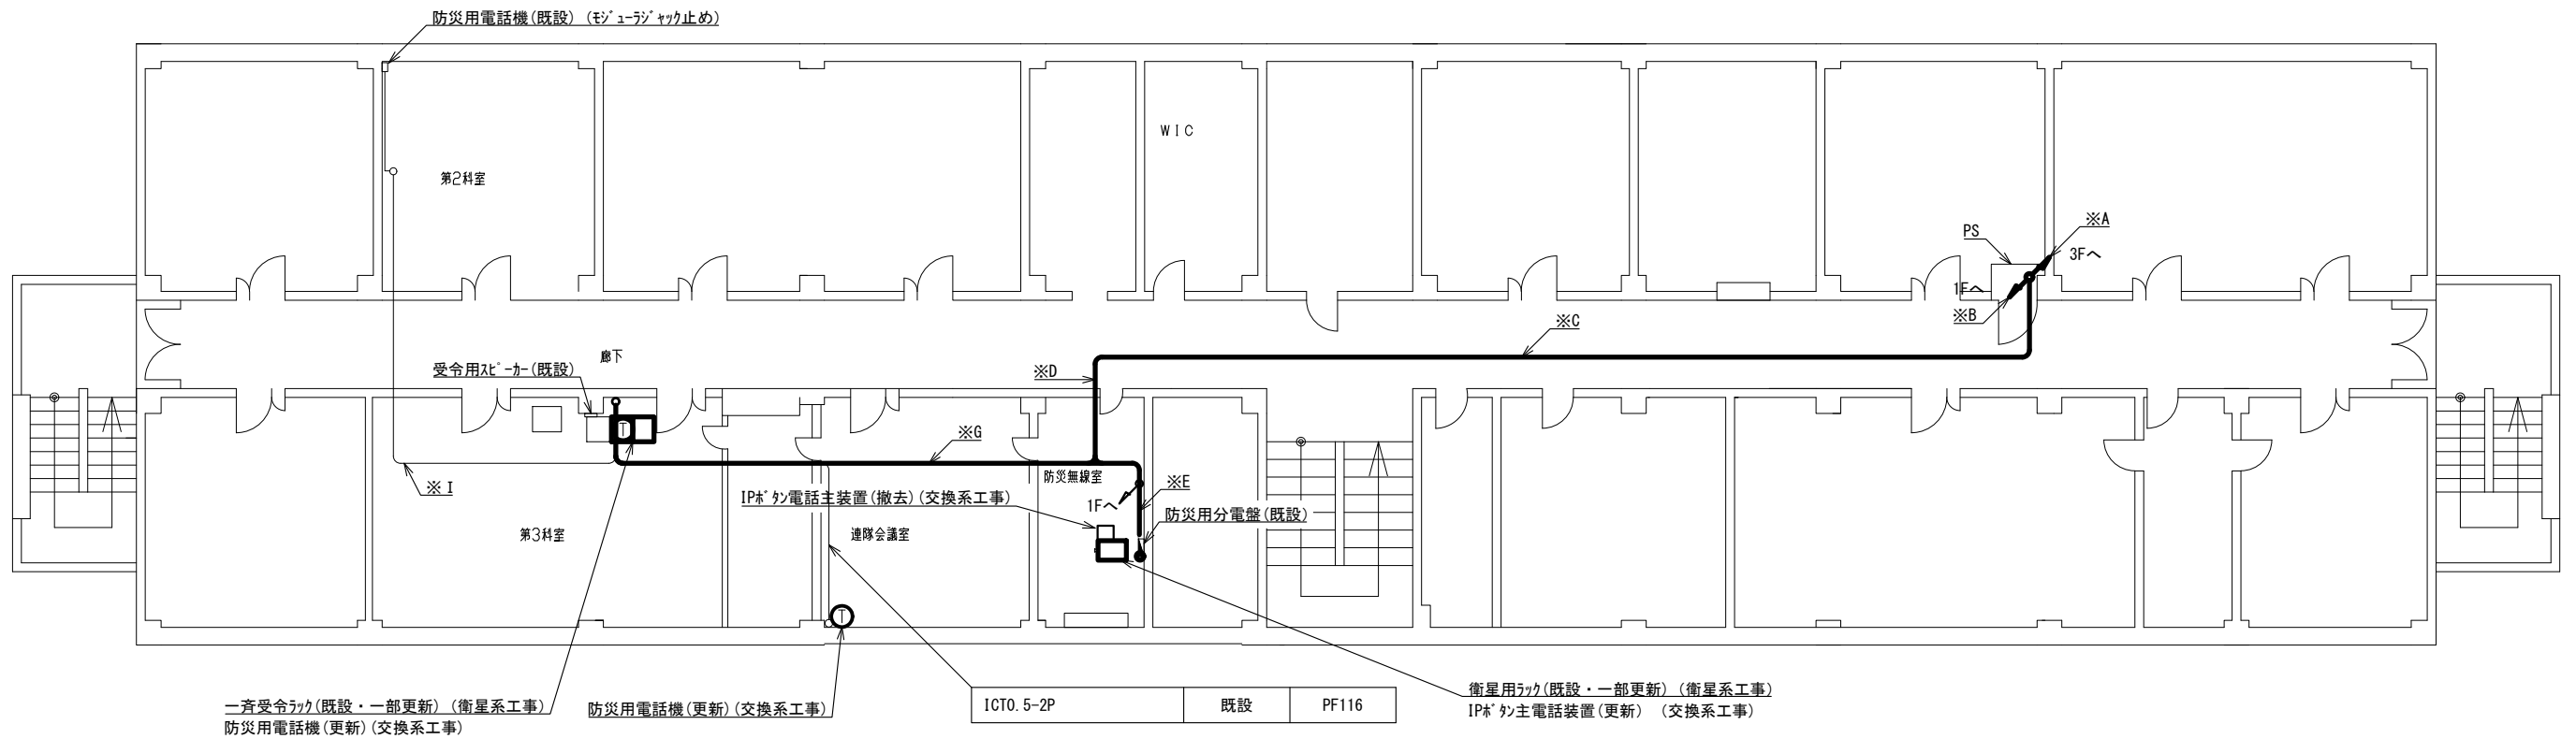 防災用電話機(既設) (ﾓｼﾞｭｰﾗｼﾞｬｯｸ止め)
WIC
第2科室
※A
PS
3Fへ
1Fへ
※B
※C
廊下
受令用ｽﾋﾟｰｶｰ(既設)
※D
T
※G
防災無線室
※E
※I
IPﾎﾞﾀﾝ電話主装置(撤去)(交換系工事)
1Fへ
防災用分電盤(既設)
第3科室
連隊会議室
T
一斉受令ﾗｯｸ(既設・一部更新) (衛星系工事)
防災用電話機(更新)(交換系工事)
防災用電話機(更新)(交換系工事)
ICT0.5-2P 既設 PF116
衛星用ﾗｯｸ(既設・一部更新) (衛星系工事)
IPﾎﾞﾀﾝ主電話装置(更新) (交換系工事)